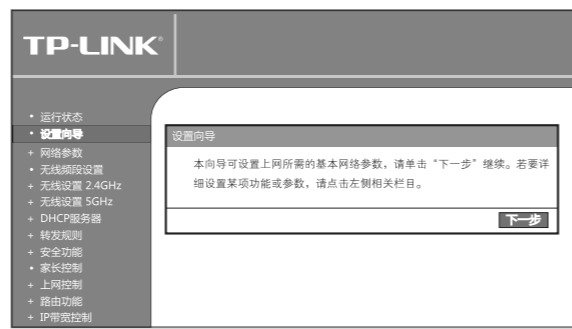 TP-LINK®
• 运行状态
• 设置向导
+ 网络参数
• 无线频段设置
+ 无线设置 2.4GHz
+ 无线设置 5GHz
+ DHCP服务器
+ 转发规则
+ 安全功能
• 家长控制
+ 上网控制
+ 路由功能
+ IP带宽控制
设置向导
本向导可设置上网所需的基本网络参数，请单击“下一步”继续。若要详
细设置某项功能或参数，请点击左侧相关栏目。
下一步